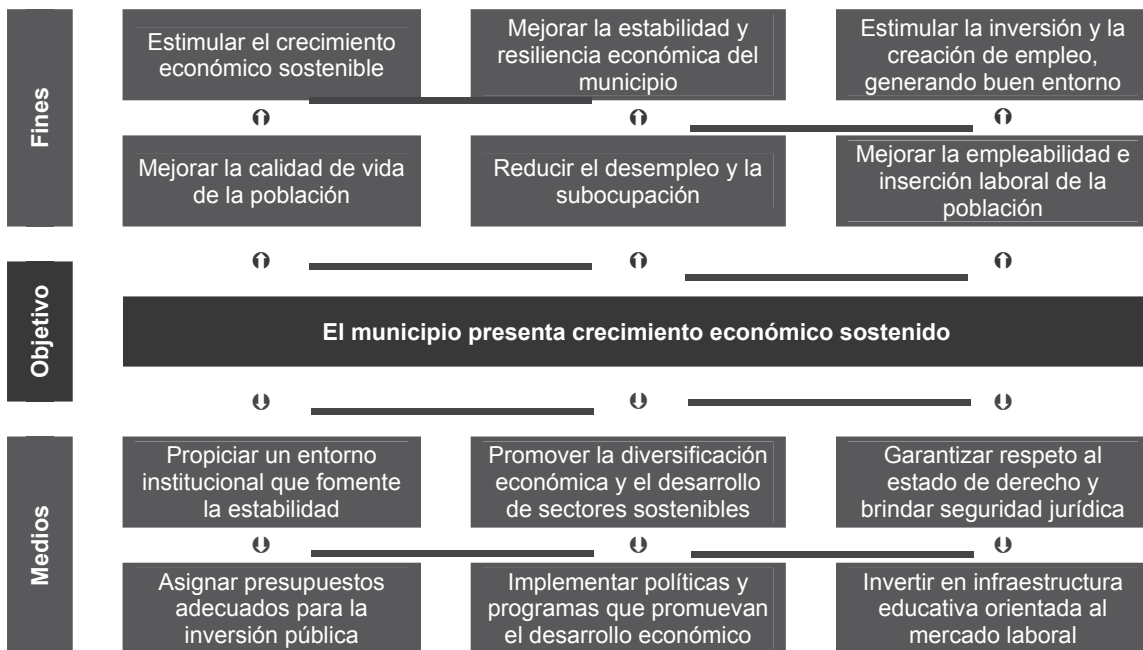 Fines
Estimular el crecimiento
económico sostenible
Mejorar la estabilidad y
resiliencia económica del
municipio
Estimular la inversión y la
creación de empleo,
generando buen entorno
Mejorar la calidad de vida
de la población
Reducir el desempleo y la
subocupación
Mejorar la empleabilidad e
inserción laboral de la
población
Objetivo
El municipio presenta crecimiento económico sostenido
Medios
Propiciar un entorno
institucional que fomente
la estabilidad
Promover la diversificación
económica y el desarrollo
de sectores sostenibles
Garantizar respeto al
estado de derecho y
brindar seguridad jurídica
Asignar presupuestos
adecuados para la
inversión pública
Implementar políticas y
programas que promuevan
el desarrollo económico
Invertir en infraestructura
educativa orientada al
mercado laboral